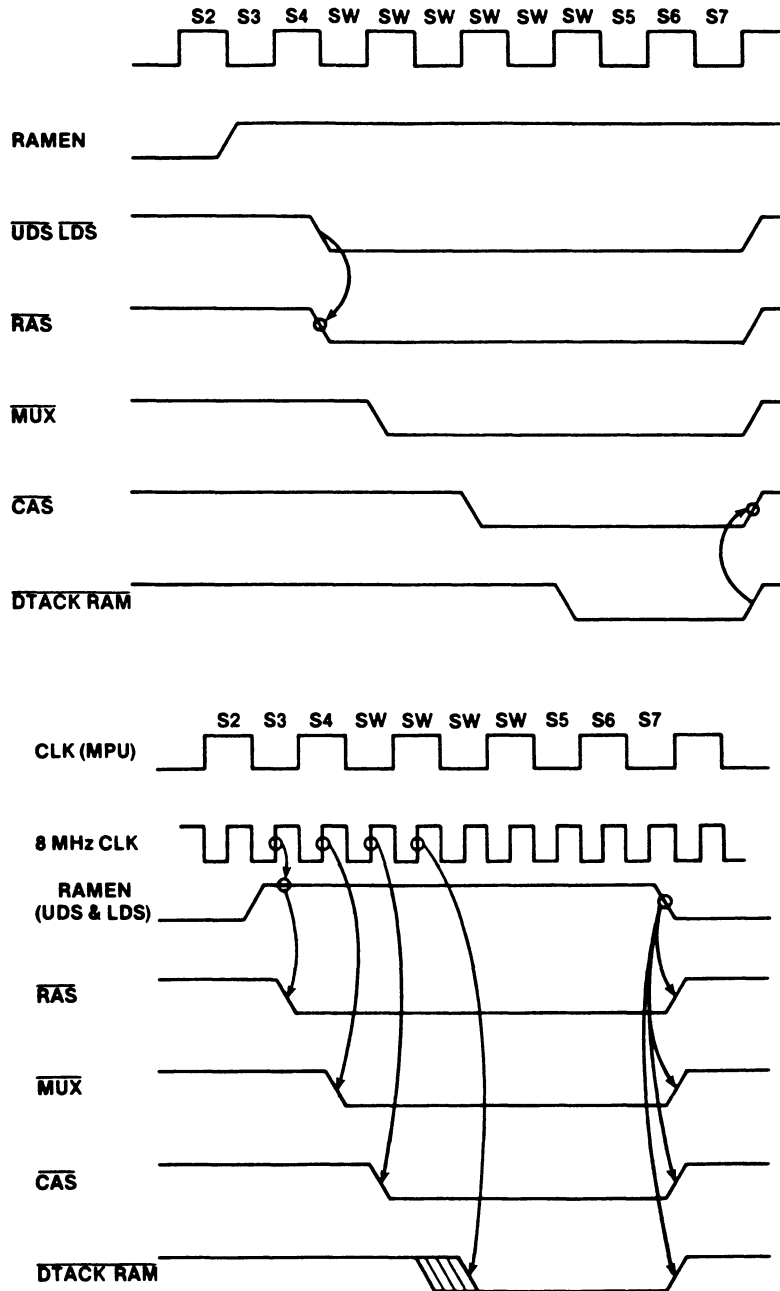 S2 S3 S4 SW SW SW SW SW SW S5 S6 S7
RAMEN
UDS LDS
RAS
MUX
CAS
DTACK RAM
S2 S3 S4 SW SW SW SW S5 S6 S7
CLK (MPU)
8 MHz CLK
RAMEN
(UDS & LDS)
RAS
MUX
CAS
DTACK RAM